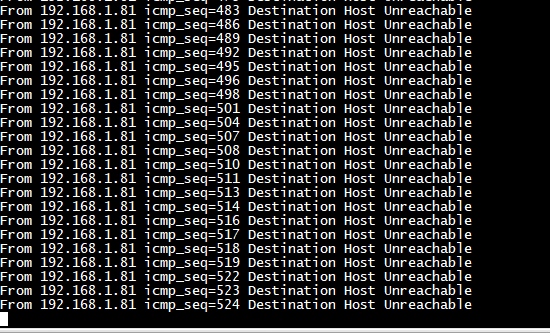 From 192.168.1.81 icmp_seq=483 Destination Host Unreachable
From 192.168.1.81 icmp_seq=486 Destination Host Unreachable
From 192.168.1.81 icmp_seq=489 Destination Host Unreachable
From 192.168.1.81 icmp_seq=492 Destination Host Unreachable
From 192.168.1.81 icmp_seq=495 Destination Host Unreachable
From 192.168.1.81 icmp_seq=496 Destination Host Unreachable
From 192.168.1.81 icmp_seq=498 Destination Host Unreachable
From 192.168.1.81 icmp_seq=501 Destination Host Unreachable
From 192.168.1.81 icmp_seq=504 Destination Host Unreachable
From 192.168.1.81 icmp_seq=507 Destination Host Unreachable
From 192.168.1.81 icmp_seq=508 Destination Host Unreachable
From 192.168.1.81 icmp_seq=510 Destination Host Unreachable
From 192.168.1.81 icmp_seq=511 Destination Host Unreachable
From 192.168.1.81 icmp_seq=513 Destination Host Unreachable
From 192.168.1.81 icmp_seq=514 Destination Host Unreachable
From 192.168.1.81 icmp_seq=516 Destination Host Unreachable
From 192.168.1.81 icmp_seq=517 Destination Host Unreachable
From 192.168.1.81 icmp_seq=518 Destination Host Unreachable
From 192.168.1.81 icmp_seq=519 Destination Host Unreachable
From 192.168.1.81 icmp_seq=522 Destination Host Unreachable
From 192.168.1.81 icmp_seq=523 Destination Host Unreachable
From 192.168.1.81 icmp_seq=524 Destination Host Unreachable